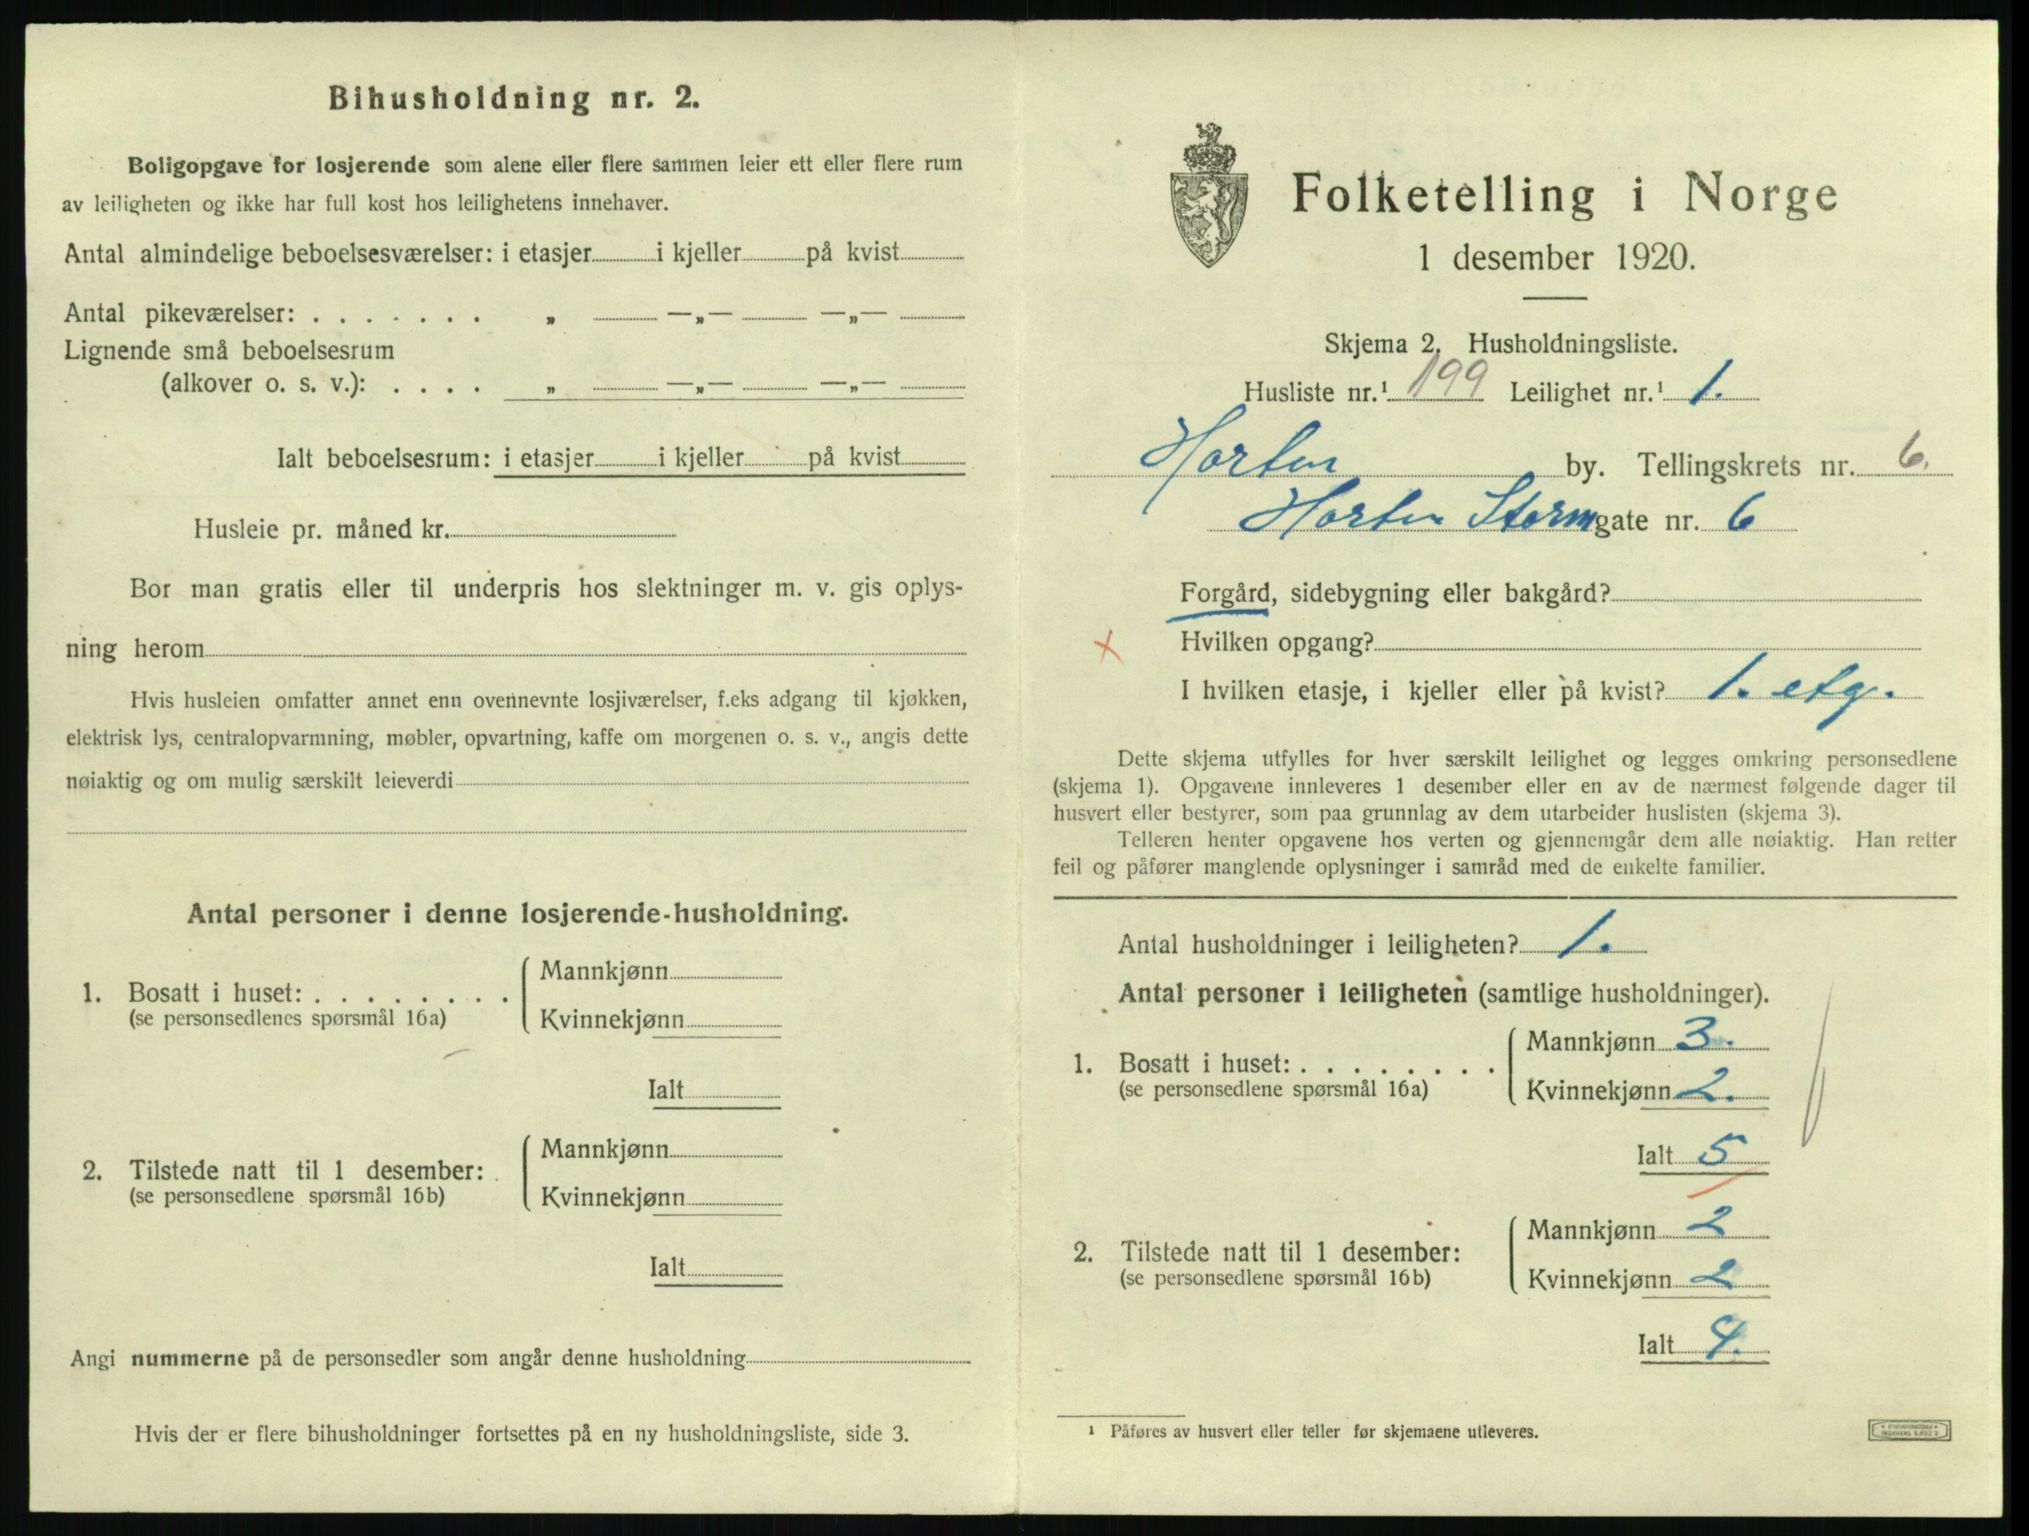 Bihusholdning nr. 2.
Boligopgave for losjerende som alene eller flere sammen leier ett eller flere rum
av leiligheten og ikke har full kost hos leilighetens innehaver.
Antal almindelige beboelsesværelser: i etasjer i kjeller på kvist
Antal pikeværelser: . . . . . . . „ —„— —„—
Lignende små beboelsesrum
(alkover o. s. v.): . . . . „ —„— —„—
Ialt beboelsesrum: i etasjer i kjeller på kvist
Husleie pr. måned kr.
Bor man gratis eller til underpris hos slektninger m. v. gis oplys-
ning herom
Hvis husleien omfatter annet enn ovennevnte losjiværelser, f.eks adgang til kjøkken,
elektrisk lys, centralopvarmning, møbler, opvartning, kaffe om morgenen o. s. v., angis dette
nøiaktig og om mulig særskilt leieverdi
Antal personer i denne losjerende-husholdning.
Mannkjønn
1. Bosatt i huset: . . . . . . . .
(se personsedlenes spørsmål 16a)
Kvinnekjønn
Ialt
Mannkjønn
2. Tilstede natt til 1 desember: .
(se personsedlene spørsmål 16b)
Kvinnekjønn
Ialt
Angi nummerne på de personsedler som angår denne husholdning
Hvis der er flere bihusholdninger fortsettes på en ny husholdningsliste, side 3.
Folketelling i Norge
1 desember 1920.
Skjema 2. Husholdningsliste.
Husliste nr.¹ 199 Leilighet nr.¹ 1.
Horten by. Tellingskrets nr. 6.
Horten Stormgate nr. 6
Forgård, sidebygning eller bakgård?
x Hvilken opgang?
I hvilken etasje, i kjeller eller på kvist? 1. etg.
Dette skjema utfylles for hver særskilt leilighet og legges omkring personsedlene
(skjema 1). Opgavene innleveres 1 desember eller en av de nærmest følgende dager til
husvert eller bestyrer, som paa grunnlag av dem utarbeider huslisten (skjema 3).
Telleren henter opgavene hos verten og gjennemgår dem alle nøiaktig. Han retter
feil og påfører manglende oplysninger i samråd med de enkelte familier.
Antal husholdninger i leiligheten? 1.
Antal personer i leiligheten (samtlige husholdninger).
Mannkjønn 3.
1. Bosatt i huset: . . . . . . . .
(se personsedlene spørsmål 16a)
Kvinnekjønn 2.
Ialt 5
Mannkjønn 2
2. Tilstede natt til 1 desember:
(se personsedlene spørsmål 16b)
Kvinnekjønn 2
Ialt 4.
¹ Påføres av husvert eller teller før skjemaene utleveres.